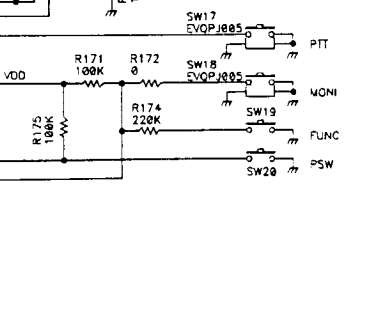 SW17
EVQPJ005
PTT
R171
100K
R172
0
SW18
EVQPJ005
VDD
MONI
R174
220K
SW19
FUNC
R175
100K
PSW
SW20